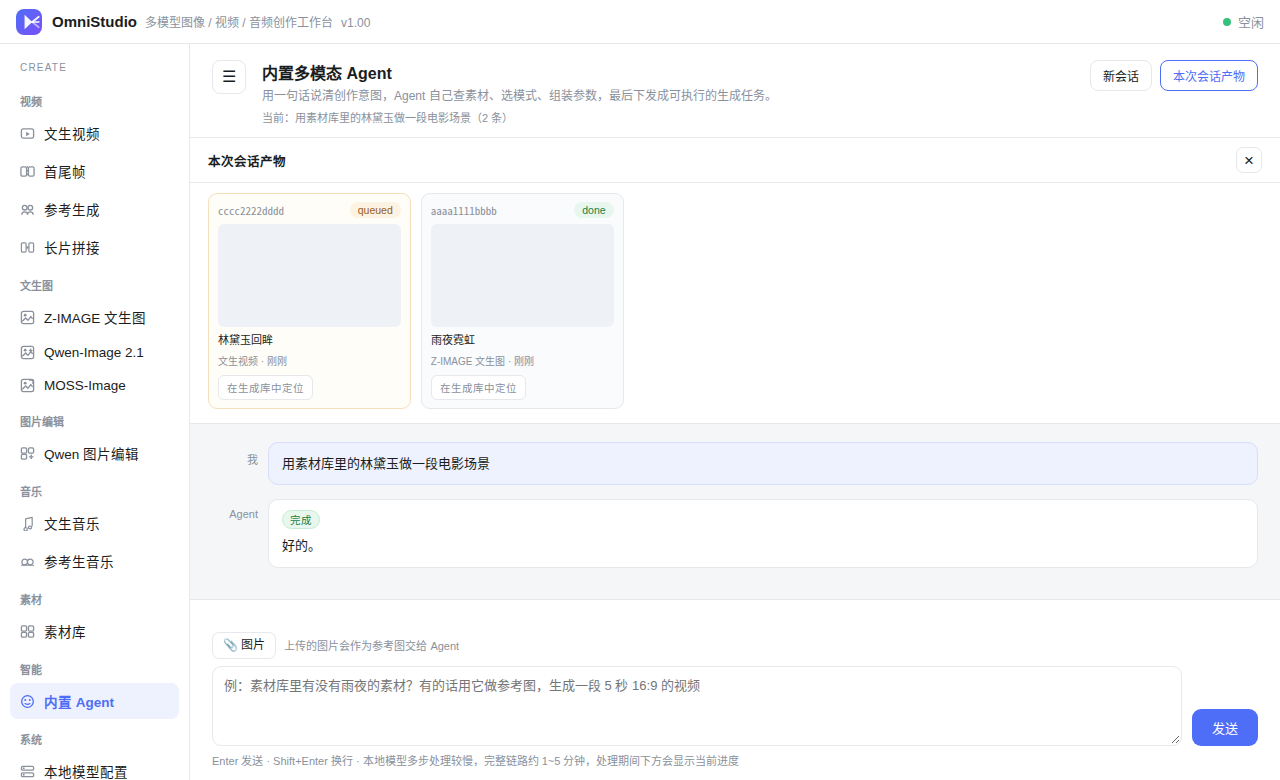 OmniStudio 多模型图像 / 视频 / 音频创作工作台 v1.00
空闲
CREATE
视频
文生视频
首尾帧
参考生成
长片拼接
文生图
Z-IMAGE 文生图
Qwen-Image 2.1
MOSS-Image
图片编辑
Qwen 图片编辑
音乐
文生音乐
参考生音乐
素材
素材库
智能
内置 Agent
系统
本地模型配置
内置多模态 Agent
用一句话说清创作意图，Agent 自己查素材、选模式、组装参数，最后下发成可执行的生成任务。
当前：用素材库里的林黛玉做一段电影场景（2 条）
新会话
本次会话产物
本次会话产物
cccc2222dddd queued
林黛玉回眸
文生视频 · 刚刚
在生成库中定位
aaaa1111bbbb done
雨夜霓虹
Z-IMAGE 文生图 · 刚刚
在生成库中定位
我
用素材库里的林黛玉做一段电影场景
Agent
完成
好的。
图片 上传的图片会作为参考图交给 Agent
例：素材库里有没有雨夜的素材？有的话用它做参考图，生成一段 5 秒 16:9 的视频
发送
Enter 发送 · Shift+Enter 换行 · 本地模型多步处理较慢，完整链路约 1~5 分钟，处理期间下方会显示当前进度